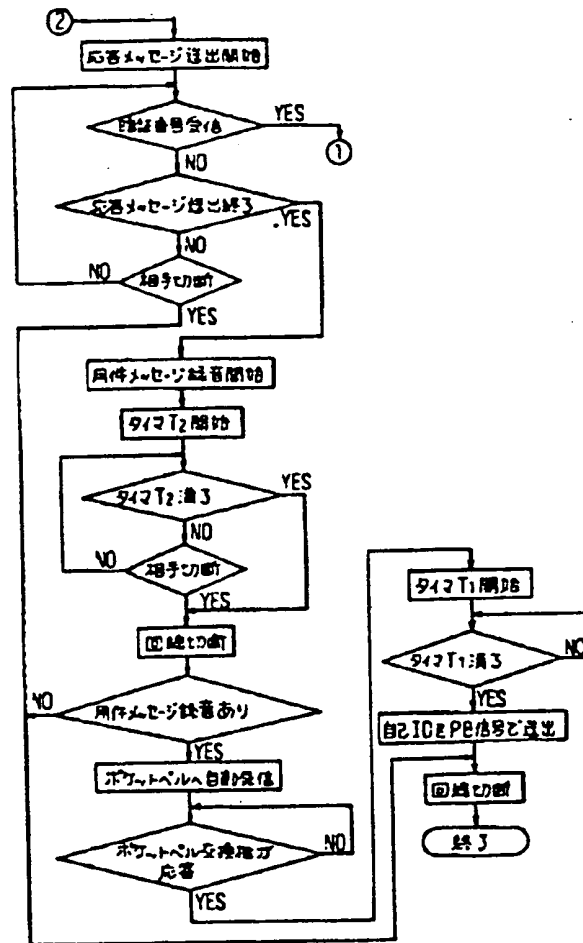 ②
応答メッセージ送出開始
暗証番号受信
YES
①
NO
応答メッセージ送出終了
YES
NO
相手切断
NO
YES
用件メッセージ録音開始
タイマT2開始
タイマT2満了
YES
NO
相手切断
NO
YES
回線切断
用件メッセージ録音あり
NO
YES
ポケットベルへ自動発信
ポケットベル交換機が
応答
NO
YES
タイマT1開始
タイマT1満了
NO
YES
自己IDをPB信号で送出
回線切断
終了